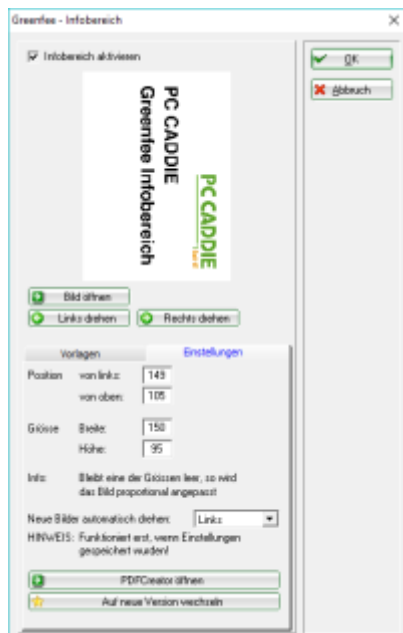 Greenfee - Infobereich
Infobereich aktivieren
OK
Abbruch
PC CADDIE
Greenfee Infobereich
PC CADDIE
Bild öffnen
Links drehen
Rechts drehen
Vorlagen
Einstellungen
Position von links: 149
von oben: 105
Grösse Breite: 150
Höhe: 95
Info: Bleibt eine der Grössen leer, so wird
das Bild proportional angepasst
Neue Bilder automatisch drehen: Links
HINWEIS: Funktioniert erst, wenn Einstellungen
gespeichert wurden!
PDFCreator öffnen
Auf neue Version wechseln